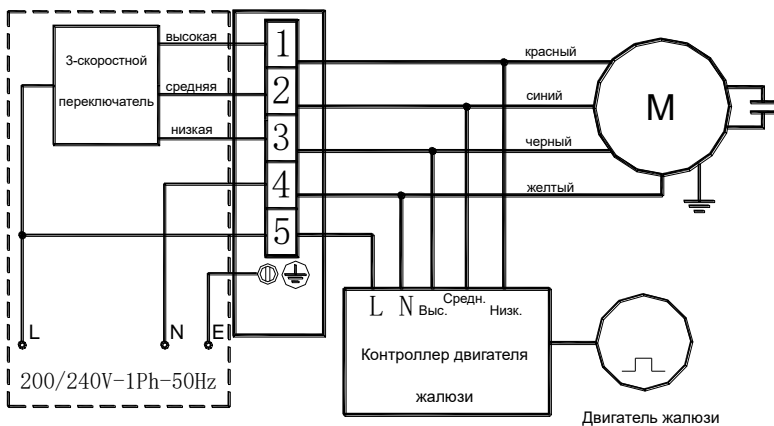 высокая
1
красный
3-скоростной
переключатель
средняя
2
синий
M
низкая
3
черный
4
желтый
5
L
N
E
L N Выс. Средн. Низк.
Контроллер двигателя
жалюзи
200/240V-1Ph-50Hz
Двигатель жалюзи